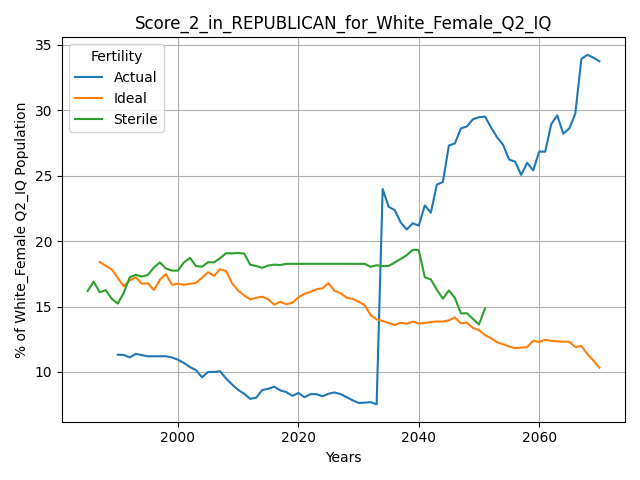 Score_2_in_REPUBLICAN_for_White_Female_Q2_IQ
Fertility
Actual
Ideal
Sterile
% of White_Female Q2_IQ Population
35
30
25
20
15
10
2000
2020
2040
2060
Years